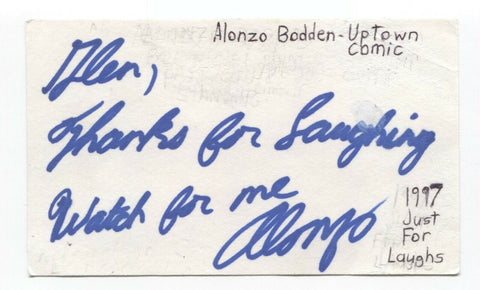 Alonzo Bodden-Uptown
Comic
Glen,
Thanks for Laughing
Watch for me
Alonzo
1997
Just
For
Laughs